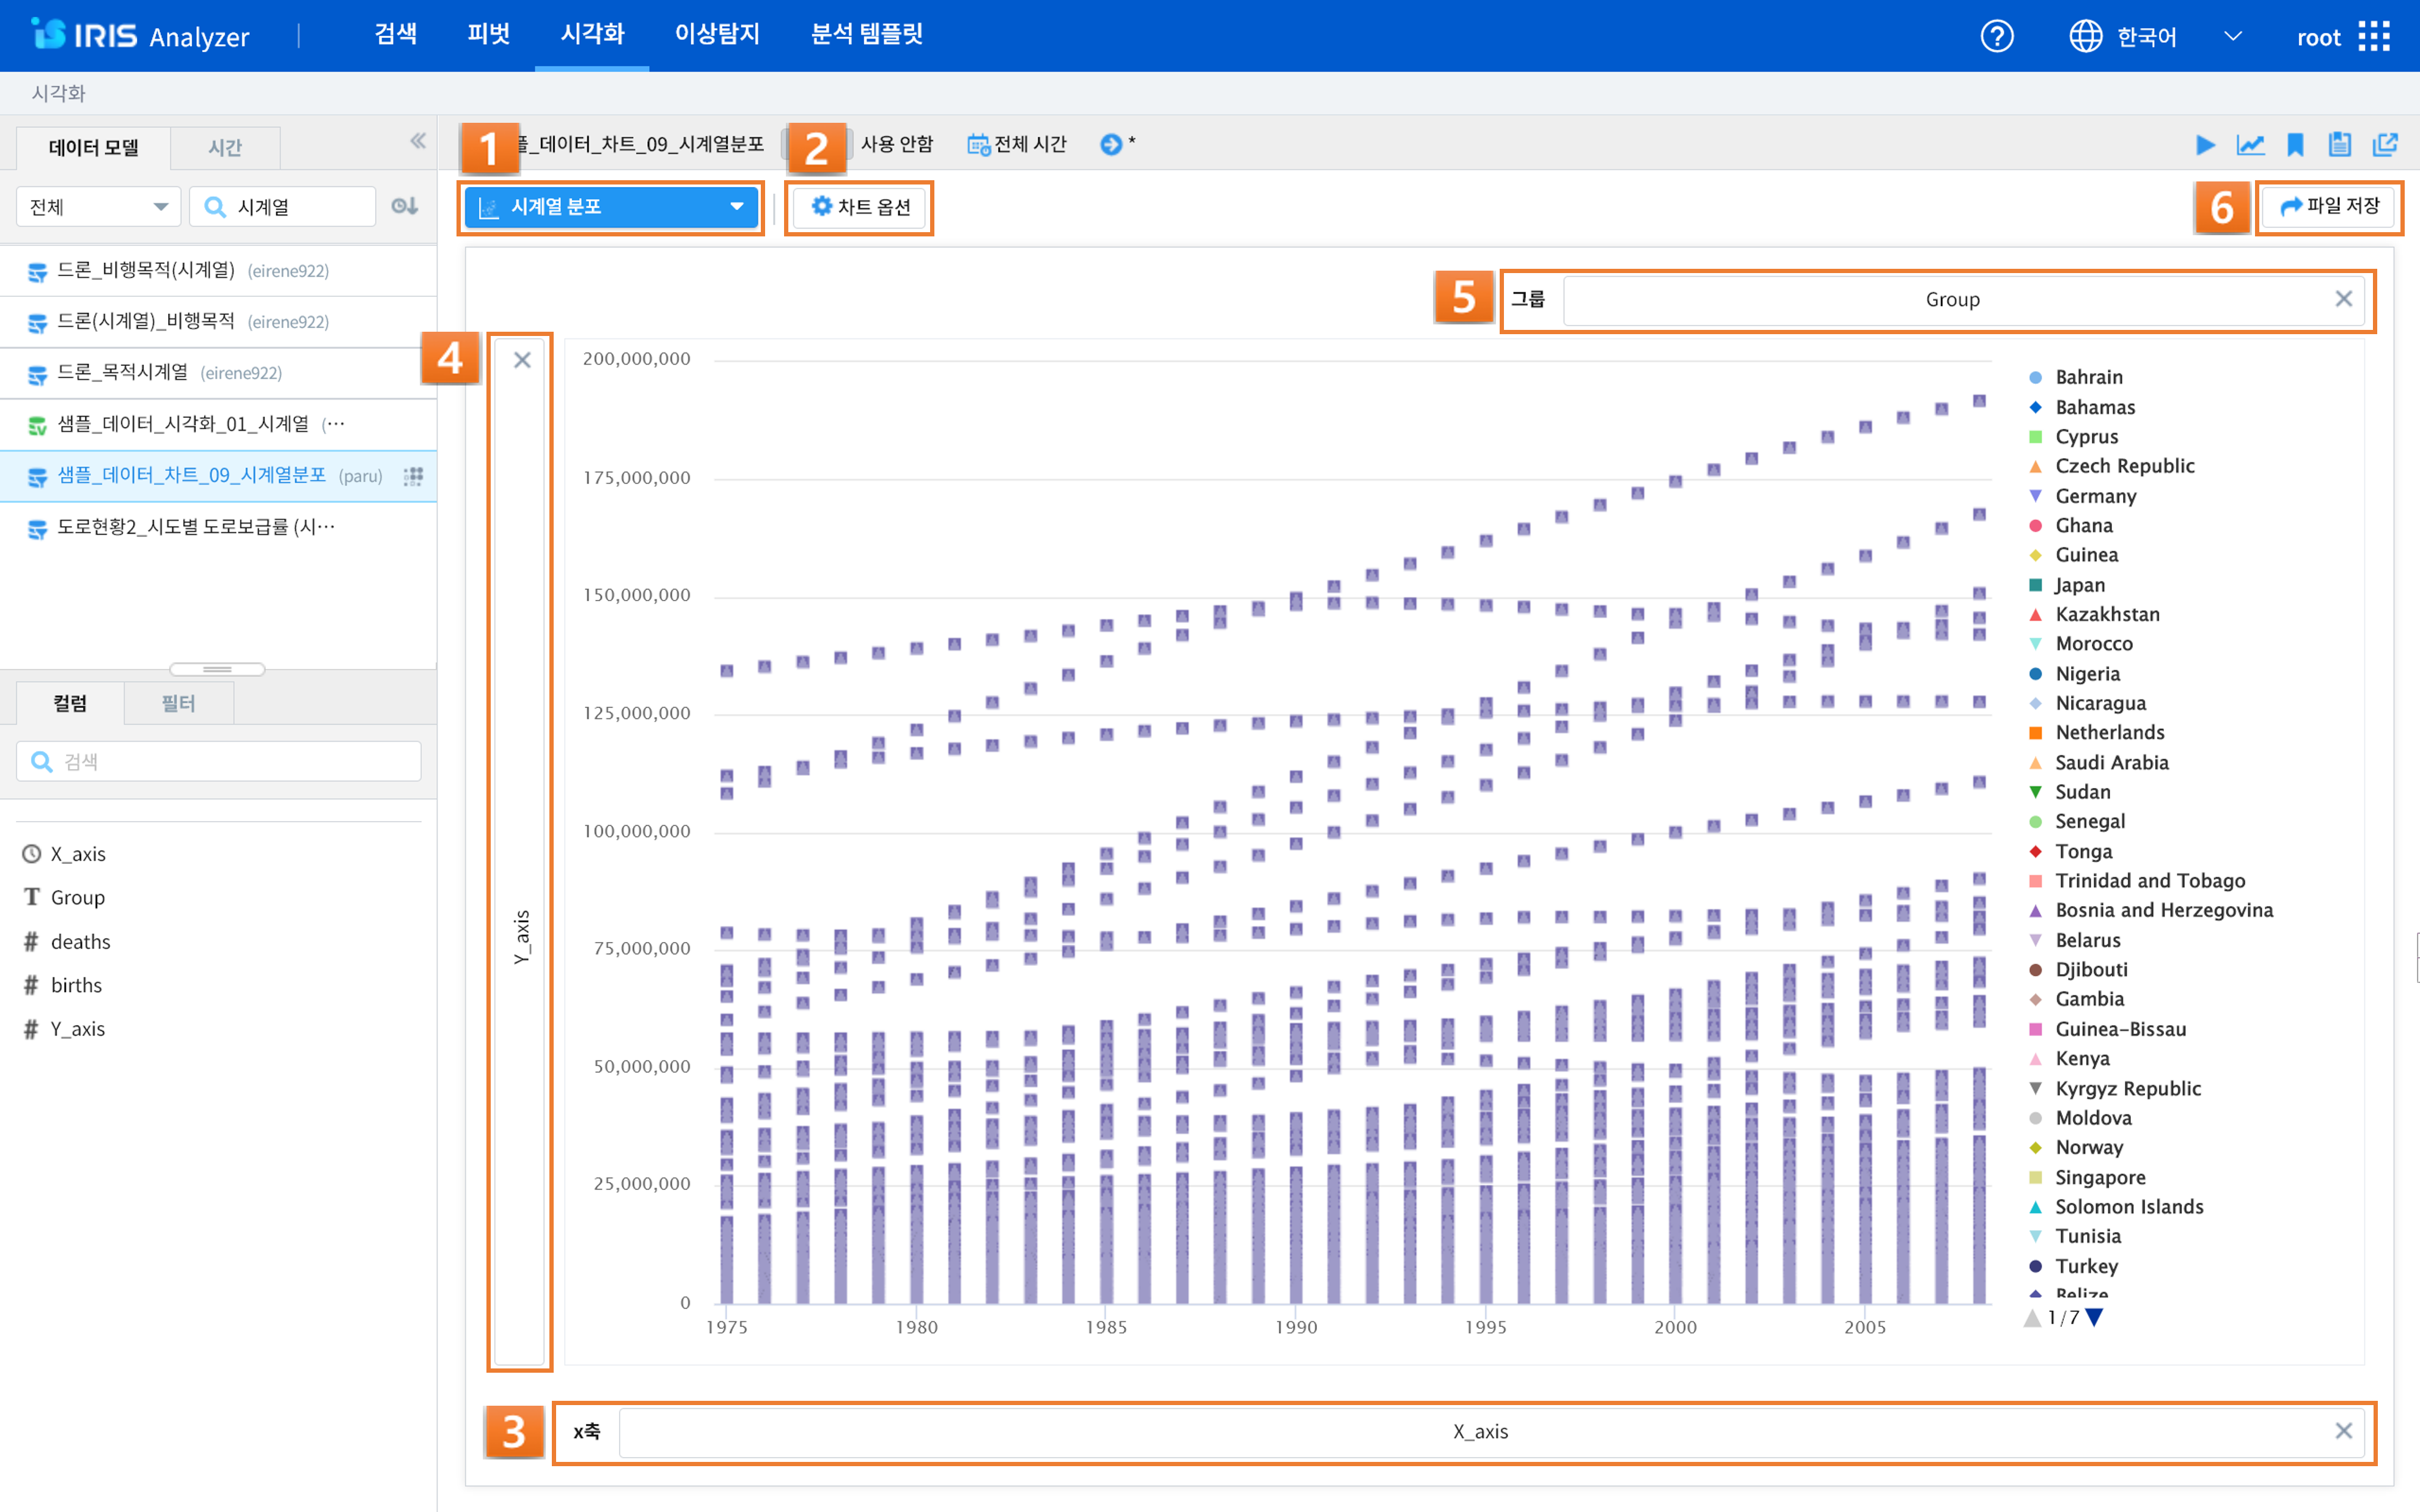 IRIS Analyzer
검색
피벗
시각화
이상탐지
분석 템플릿
?
한국어
root
시각화
데이터 모델
시간
전체
시계열
드론_비행목적(시계열) (eirene922)
드론(시계열)_비행목적 (eirene922)
드론_목적시계열 (eirene922)
샘플_데이터_시각화_01_시계열 (···
샘플_데이터_차트_09_시계열분포 (paru)
도로현황2_시도별 도로보급률 (시···
컬럼
필터
검색
X_axis
T Group
# deaths
# births
# Y_axis
1
_데이터_차트_09_시계열분포
2
사용 안함
전체 시간
*
시계열 분포
차트 옵션
6
파일 저장
5
그룹
Group
4
Y_axis
200,000,000
175,000,000
150,000,000
125,000,000
100,000,000
75,000,000
50,000,000
25,000,000
0
1975
1980
1985
1990
1995
2000
2005
Bahrain
Bahamas
Cyprus
Czech Republic
Germany
Ghana
Guinea
Japan
Kazakhstan
Morocco
Nigeria
Nicaragua
Netherlands
Saudi Arabia
Sudan
Senegal
Tonga
Trinidad and Tobago
Bosnia and Herzegovina
Belarus
Djibouti
Gambia
Guinea-Bissau
Kenya
Kyrgyz Republic
Moldova
Norway
Singapore
Solomon Islands
Tunisia
Turkey
Belize
1/7
3
x축
X_axis